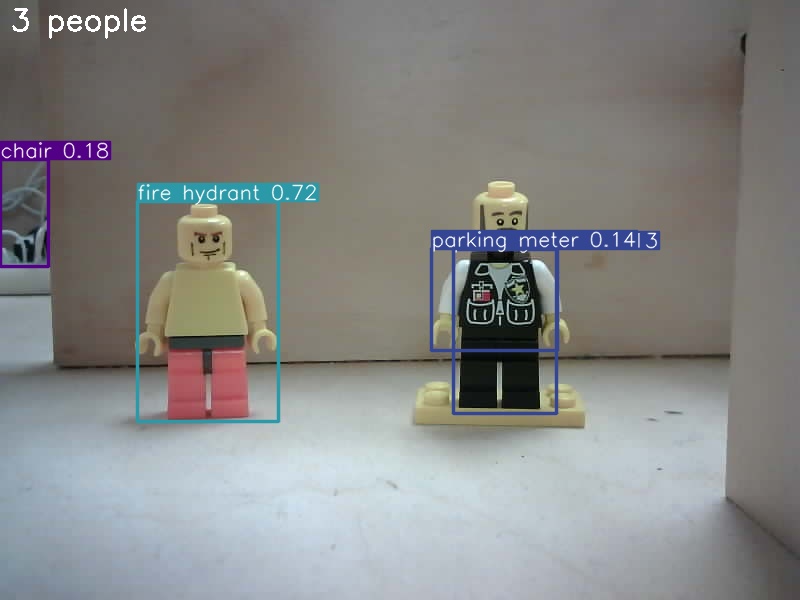 3 people
chair 0.18
fire hydrant 0.72
parking meter 0.14